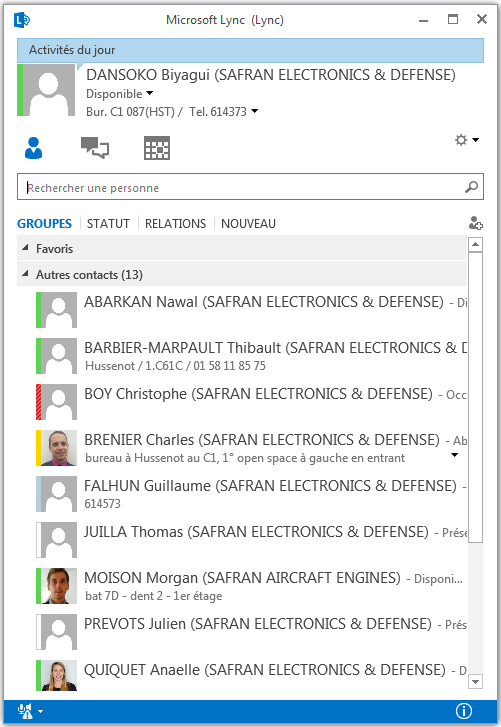 Microsoft Lync (Lync)
Activités du jour
DANSOKO Biyagui (SAFRAN ELECTRONICS & DEFENSE)
Disponible
Bur. C1 087(HST) / Tel. 614373
Rechercher une personne
GROUPES STATUT RELATIONS NOUVEAU
Favoris
Autres contacts (13)
ABARKAN Nawal (SAFRAN ELECTRONICS & DEFENSE) - Di
BARBIER-MARPAULT Thibault (SAFRAN ELECTRONICS & D
Hussenot / 1.C61C / 01 58 11 85 75
BOY Christophe (SAFRAN ELECTRONICS & DEFENSE) - Occ
BRENIER Charles (SAFRAN ELECTRONICS & DEFENSE) - Ab
bureau à Hussenot au C1, 1° open space à gauche en entrant
FALHUN Guillaume (SAFRAN ELECTRONICS & DEFENSE) -
614573
JUILLA Thomas (SAFRAN ELECTRONICS & DEFENSE) - Prése
MOISON Morgan (SAFRAN AIRCRAFT ENGINES) - Disponi...
bat 7D - dent 2 - 1er étage
PREVOTS Julien (SAFRAN ELECTRONICS & DEFENSE) - Prés
QUIQUET Anaelle (SAFRAN ELECTRONICS & DEFENSE) - D